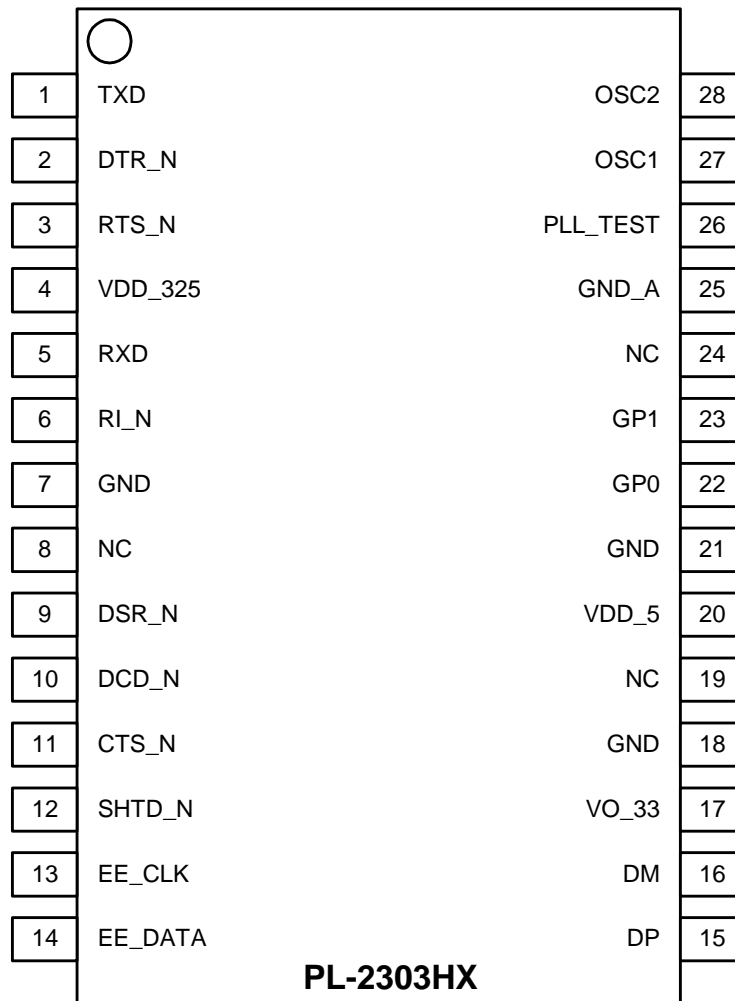 1 TXD OSC2 28
2 DTR_N OSC1 27
3 RTS_N PLL_TEST 26
4 VDD_325 GND_A 25
5 RXD NC 24
6 RI_N GP1 23
7 GND GP0 22
8 NC GND 21
9 DSR_N VDD_5 20
10 DCD_N NC 19
11 CTS_N GND 18
12 SHTD_N VO_33 17
13 EE_CLK DM 16
14 EE_DATA DP 15
PL-2303HX